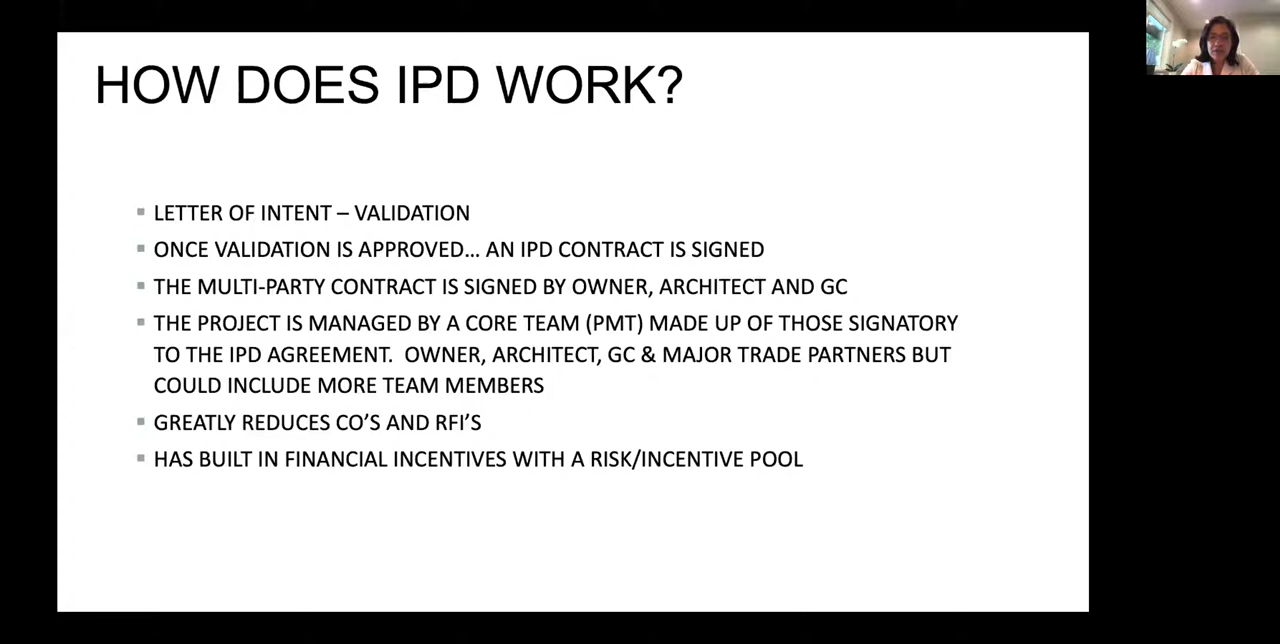 HOW DOES IPD WORK?
▪ LETTER OF INTENT – VALIDATION
▪ ONCE VALIDATION IS APPROVED... AN IPD CONTRACT IS SIGNED
▪ THE MULTI-PARTY CONTRACT IS SIGNED BY OWNER, ARCHITECT AND GC
▪ THE PROJECT IS MANAGED BY A CORE TEAM (PMT) MADE UP OF THOSE SIGNATORY
TO THE IPD AGREEMENT.  OWNER, ARCHITECT, GC & MAJOR TRADE PARTNERS BUT
COULD INCLUDE MORE TEAM MEMBERS
▪ GREATLY REDUCES CO’S AND RFI’S
▪ HAS BUILT IN FINANCIAL INCENTIVES WITH A RISK/INCENTIVE POOL